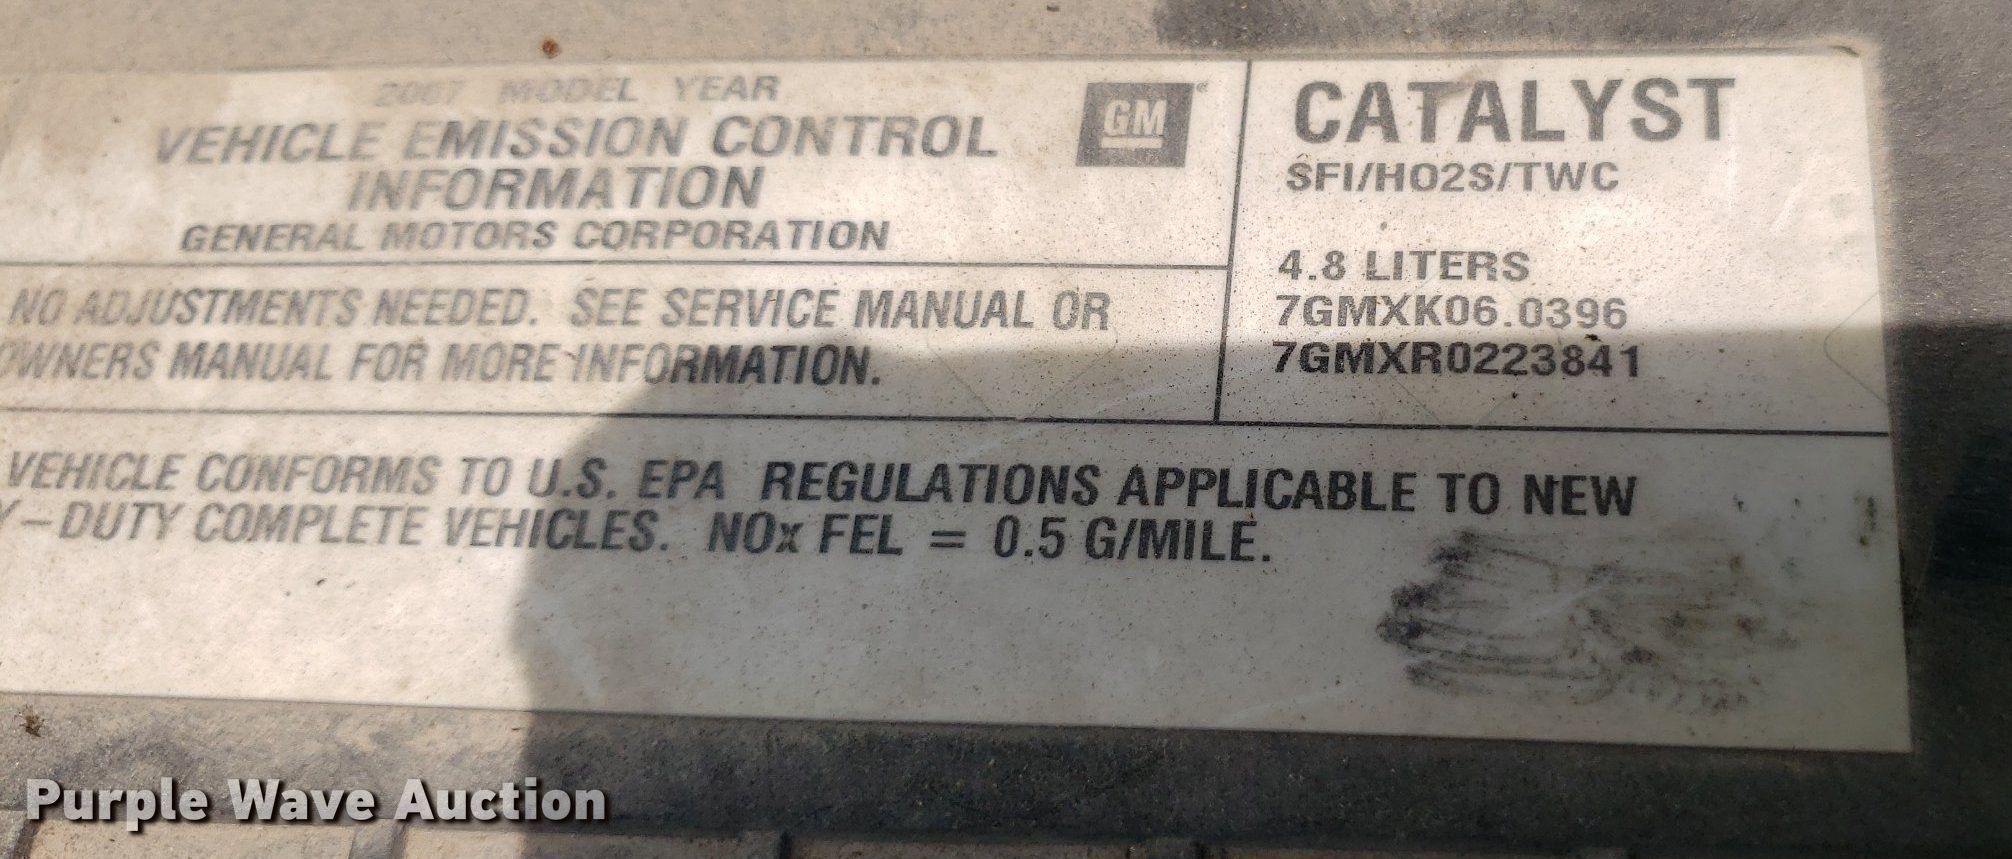 2007 MODEL YEAR
VEHICLE EMISSION CONTROL
INFORMATION
GENERAL MOTORS CORPORATION
GM
NO ADJUSTMENTS NEEDED. SEE SERVICE MANUAL OR
OWNERS MANUAL FOR MORE INFORMATION.
CATALYST
SFI/HO2S/TWC
4.8 LITERS
7GMXK06.0396
7GMXR0223841
VEHICLE CONFORMS TO U.S. EPA REGULATIONS APPLICABLE TO NEW
Y-DUTY COMPLETE VEHICLES. NOx FEL = 0.5 G/MILE.
Purple Wave Auction